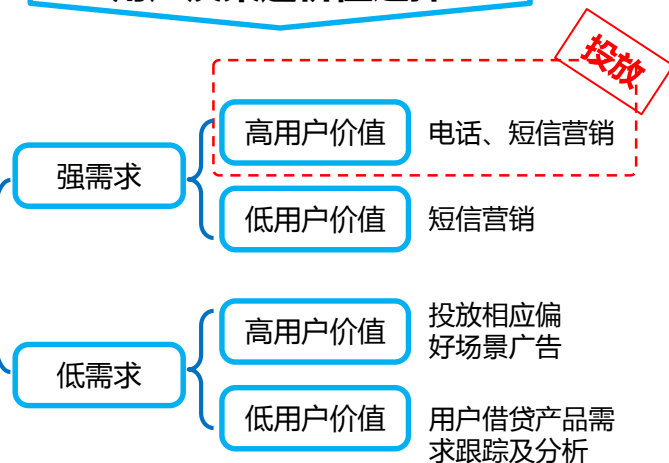 投放
高用户价值
电话、短信营销
强需求
低用户价值
短信营销
高用户价值
投放相应偏
好场景广告
低需求
低用户价值
用户借贷产品需
求跟踪及分析